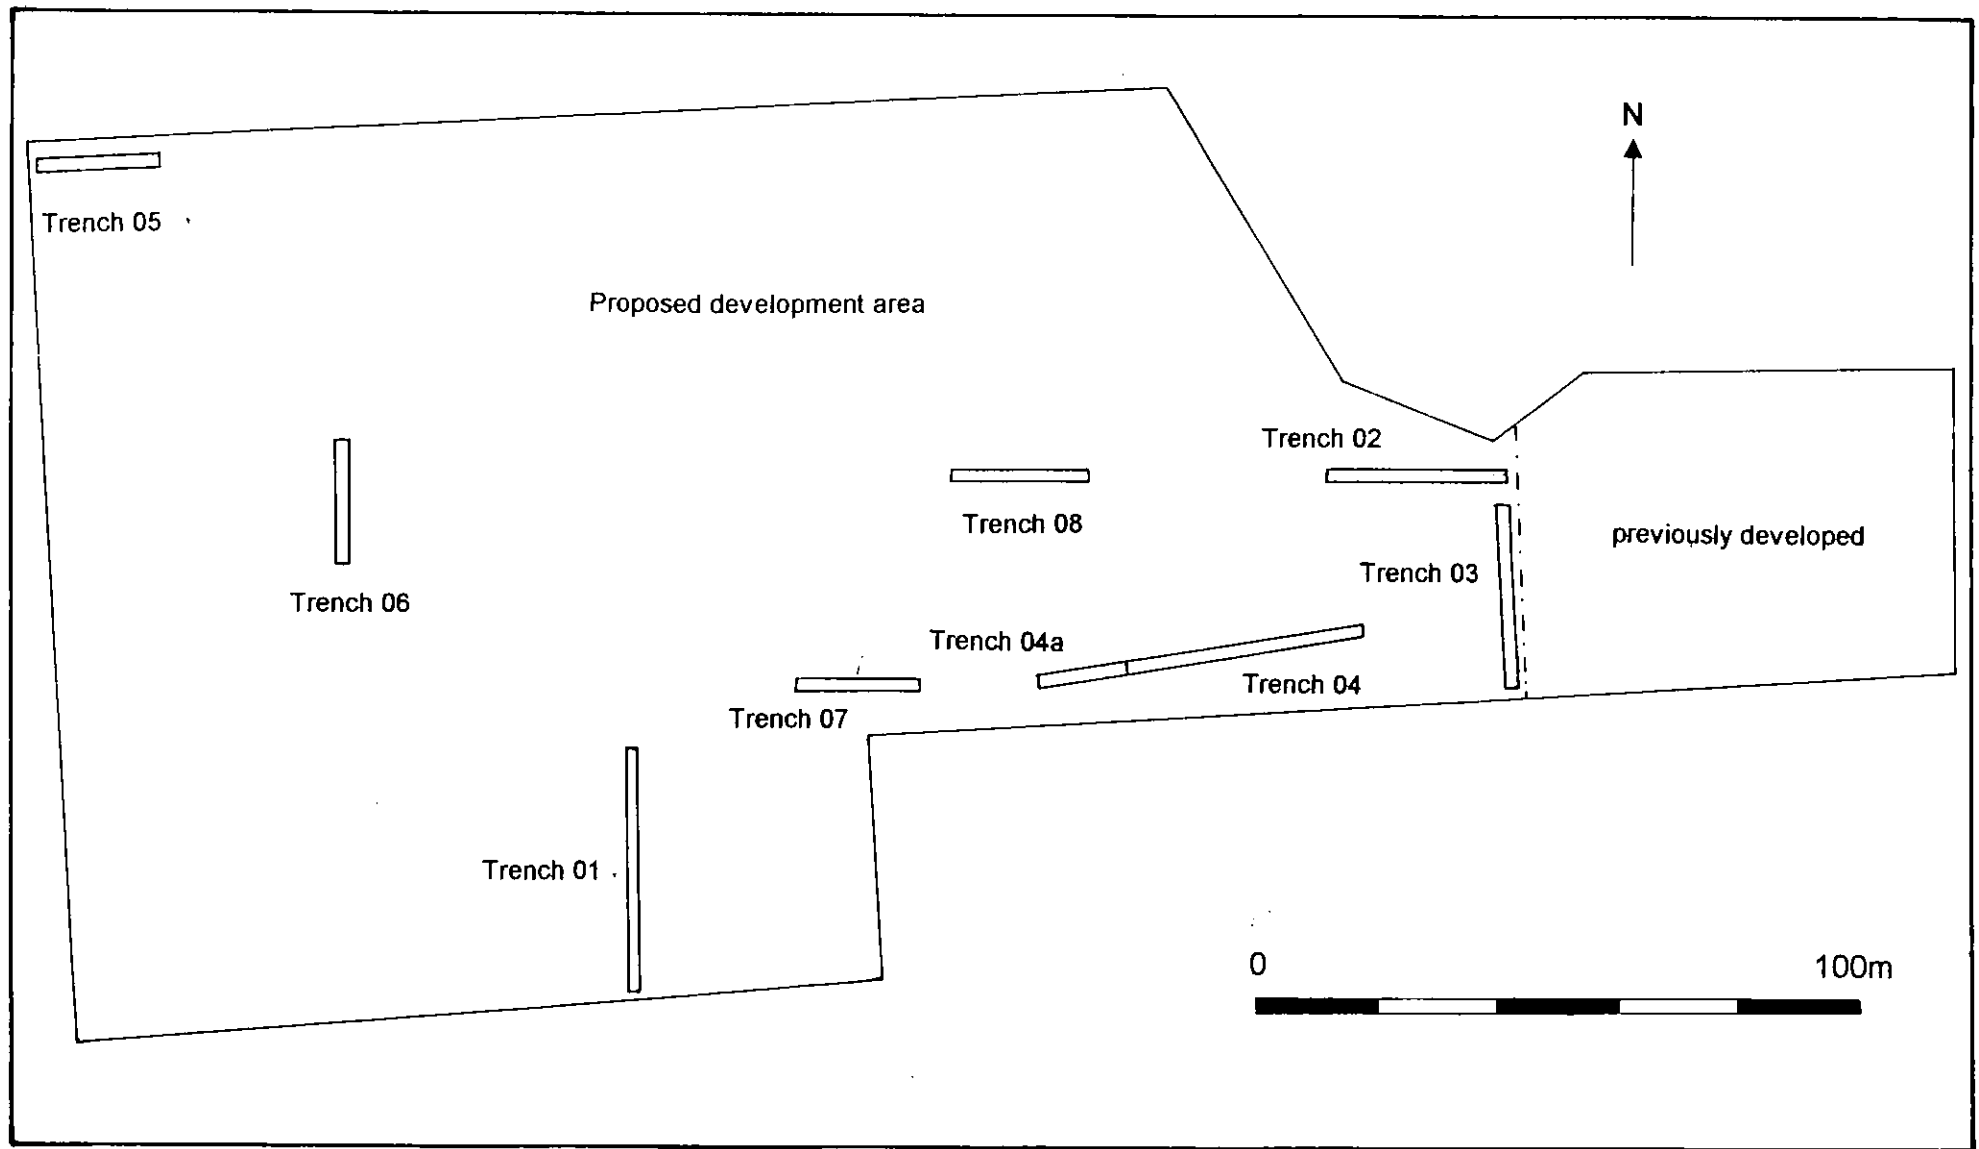 N
Trench 05
Proposed development area
Trench 02
Trench 08
previously developed
Trench 03
Trench 06
Trench 04a
Trench 04
Trench 07
Trench 01
0 100m